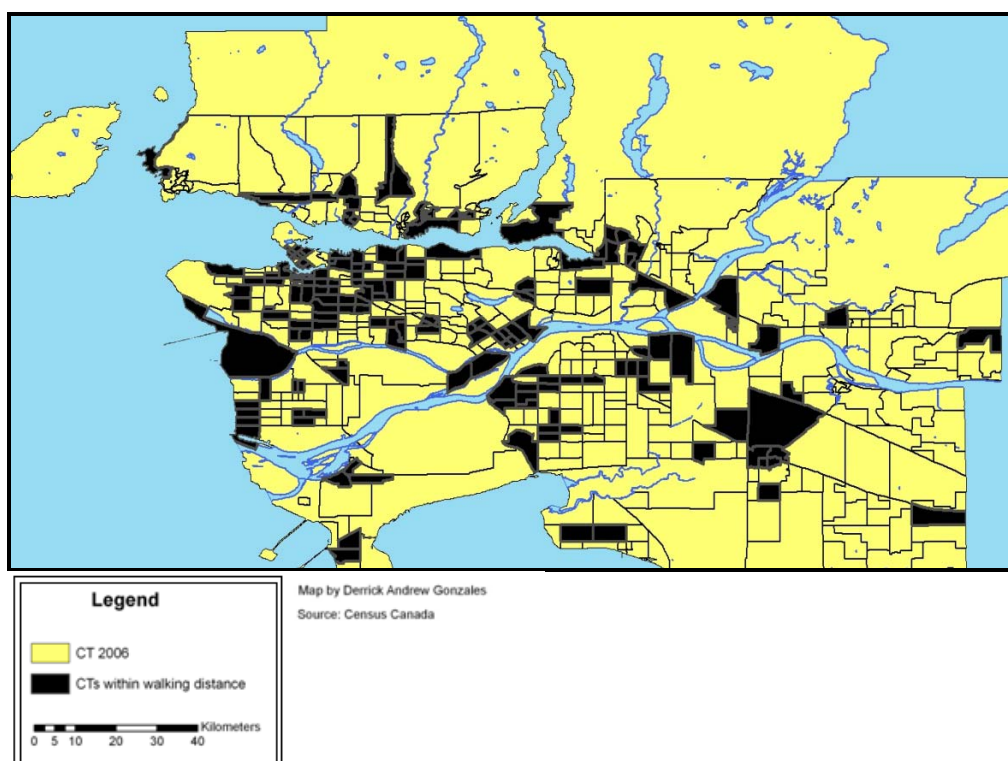 Legend
CT 2006
CTs within walking distance
Kilometers
0 5 10 20 30 40
Map by Derrick Andrew Gonzales
Source: Census Canada